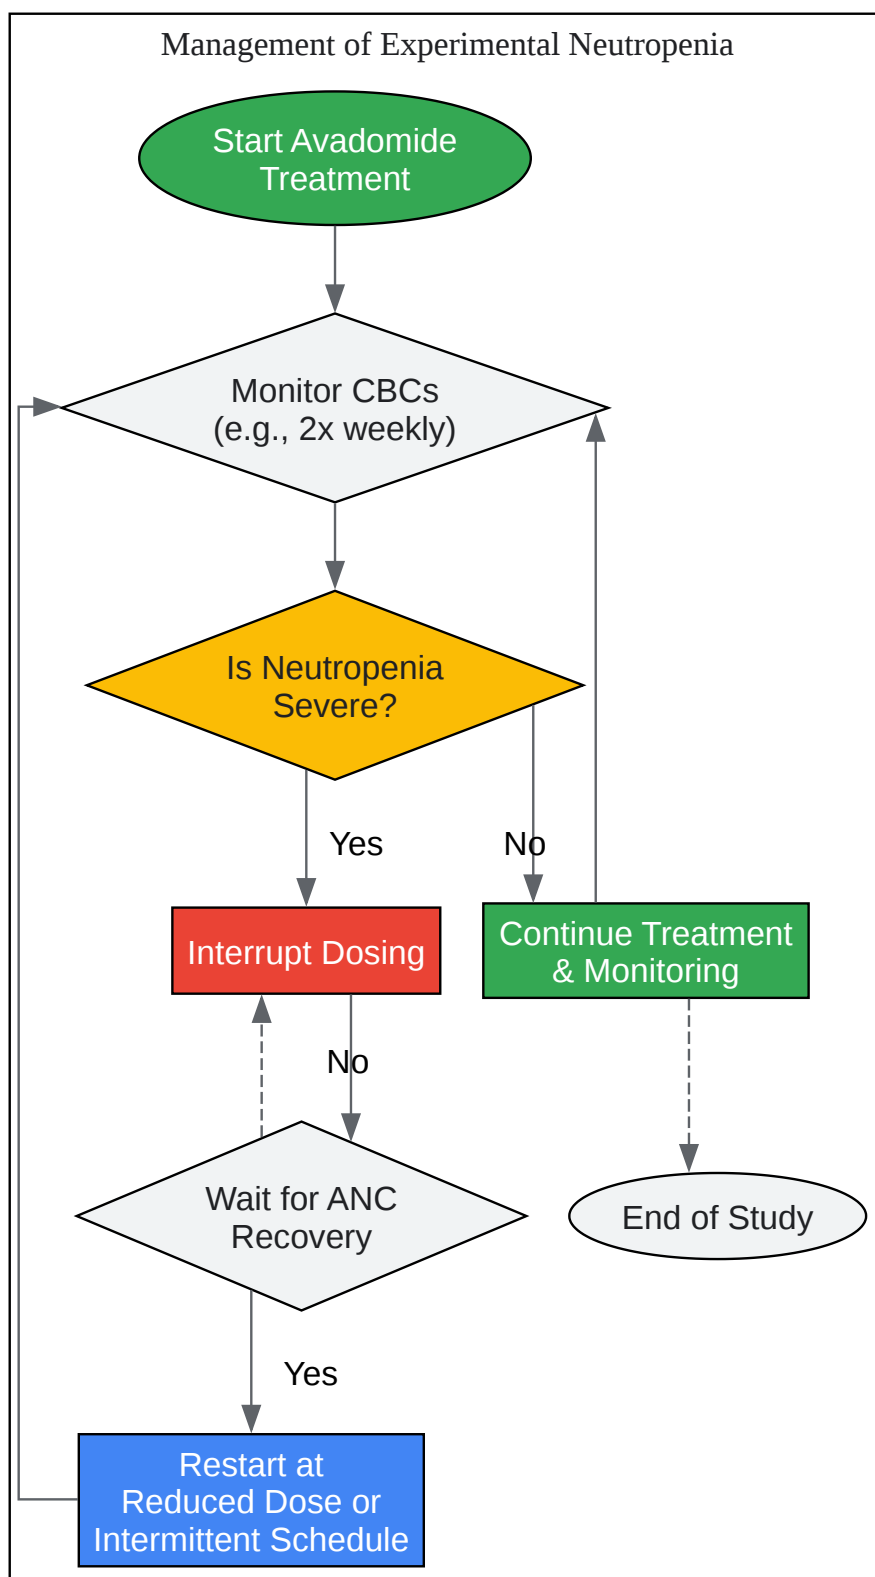 Management of Experimental Neutropenia
Start Avadomide
Treatment
Monitor CBCs
(e.g., 2x weekly)
Is Neutropenia
Severe?
Yes
No
Interrupt Dosing
Continue Treatment
& Monitoring
No
Wait for ANC
Recovery
End of Study
Yes
Restart at
Reduced Dose or
Intermittent Schedule